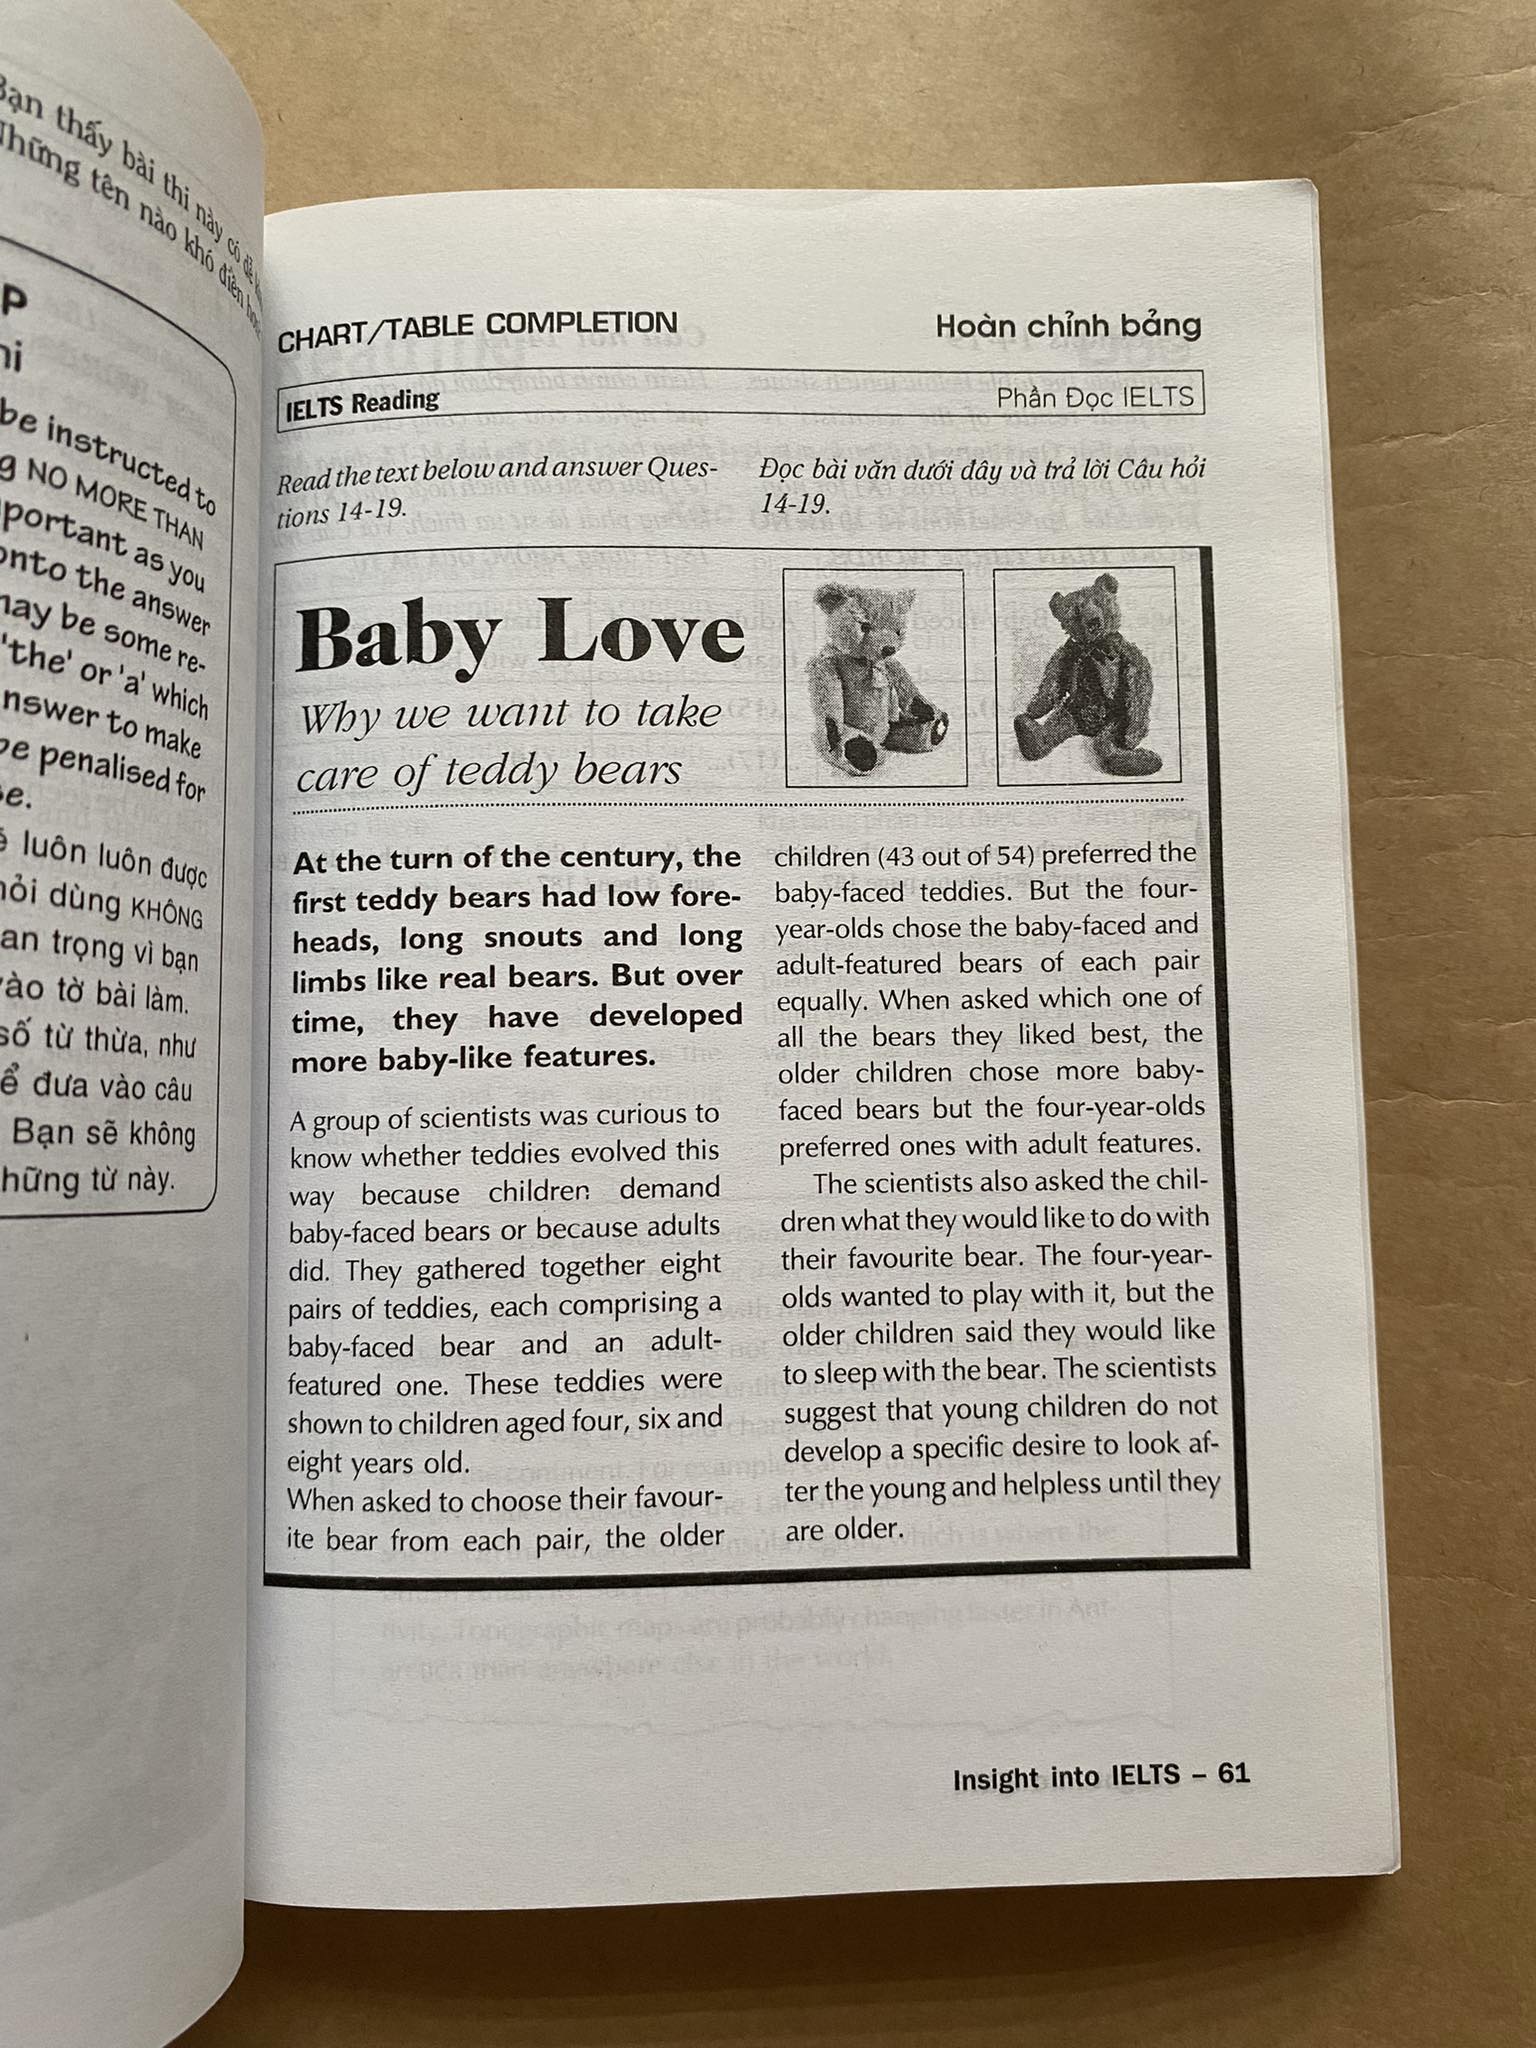 Bạn thấy bài thi này có dễ
Những tên nào khó điền
P
hi
be instructed to
g NO MORE THAN
portant as you
onto the answer
may be some re-
'the' or 'a' which
nswer to make
be penalised for
se.
luôn luôn được
hỏi dùng KHÔNG
an trọng vì bạn
vào tờ bài làm.
số từ thừa, như
ể đưa vào câu
Bạn sẽ không
hững từ này.
CHART/TABLE COMPLETION Hoàn chỉnh bảng
IELTS Reading Phần Đọc IELTS
Read the text below and answer Ques-
tions 14-19.
Đọc bài văn dưới đây và trả lời Câu hỏi
14-19.
Baby Love
Why we want to take
care of teddy bears
At the turn of the century, the
first teddy bears had low fore-
heads, long snouts and long
limbs like real bears. But over
time, they have developed
more baby-like features.
A group of scientists was curious to
know whether teddies evolved this
way because children demand
baby-faced bears or because adults
did. They gathered together eight
pairs of teddies, each comprising a
baby-faced bear and an adult-
featured one. These teddies were
shown to children aged four, six and
eight years old.
When asked to choose their favour-
ite bear from each pair, the older
children (43 out of 54) preferred the
baby-faced teddies. But the four-
year-olds chose the baby-faced and
adult-featured bears of each pair
equally. When asked which one of
all the bears they liked best, the
older children chose more baby-
faced bears but the four-year-olds
preferred ones with adult features.
The scientists also asked the chil-
dren what they would like to do with
their favourite bear. The four-year-
olds wanted to play with it, but the
older children said they would like
to sleep with the bear. The scientists
suggest that young children do not
develop a specific desire to look af-
ter the young and helpless until they
are older.
Insight into IELTS – 61